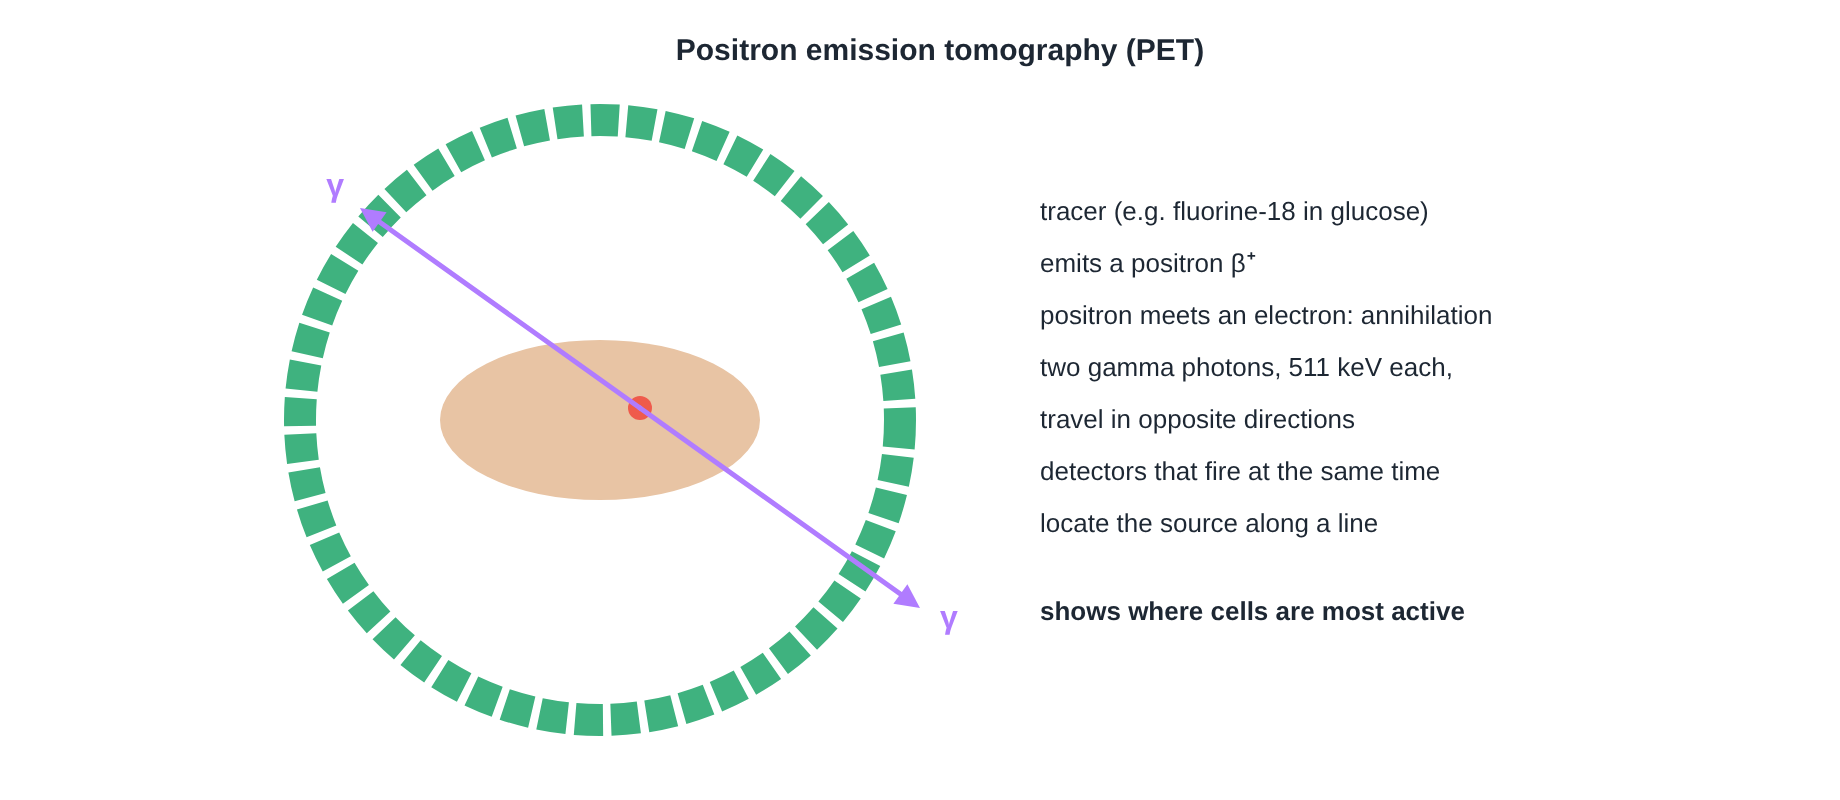 Positron emission tomography (PET)
γ
tracer (e.g. fluorine-18 in glucose)
emits a positron β⁺
positron meets an electron: annihilation
two gamma photons, 511 keV each,
travel in opposite directions
detectors that fire at the same time
locate the source along a line
shows where cells are most active
γ